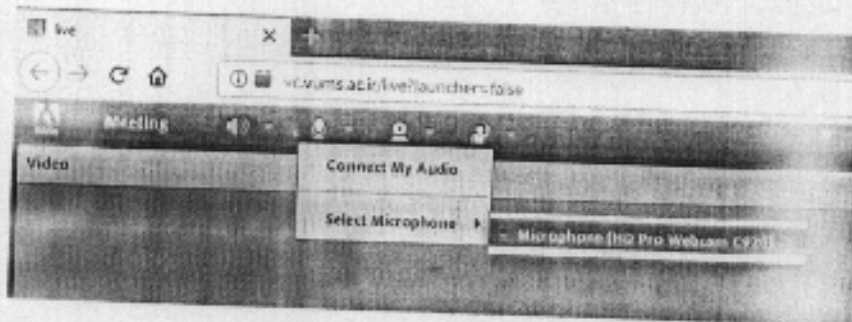 live
vc.vums.ac.ir/live?launcher=false
Meeting
Video
Connect My Audio
Select Microphone
Microphone (HD Pro Webcam C920)